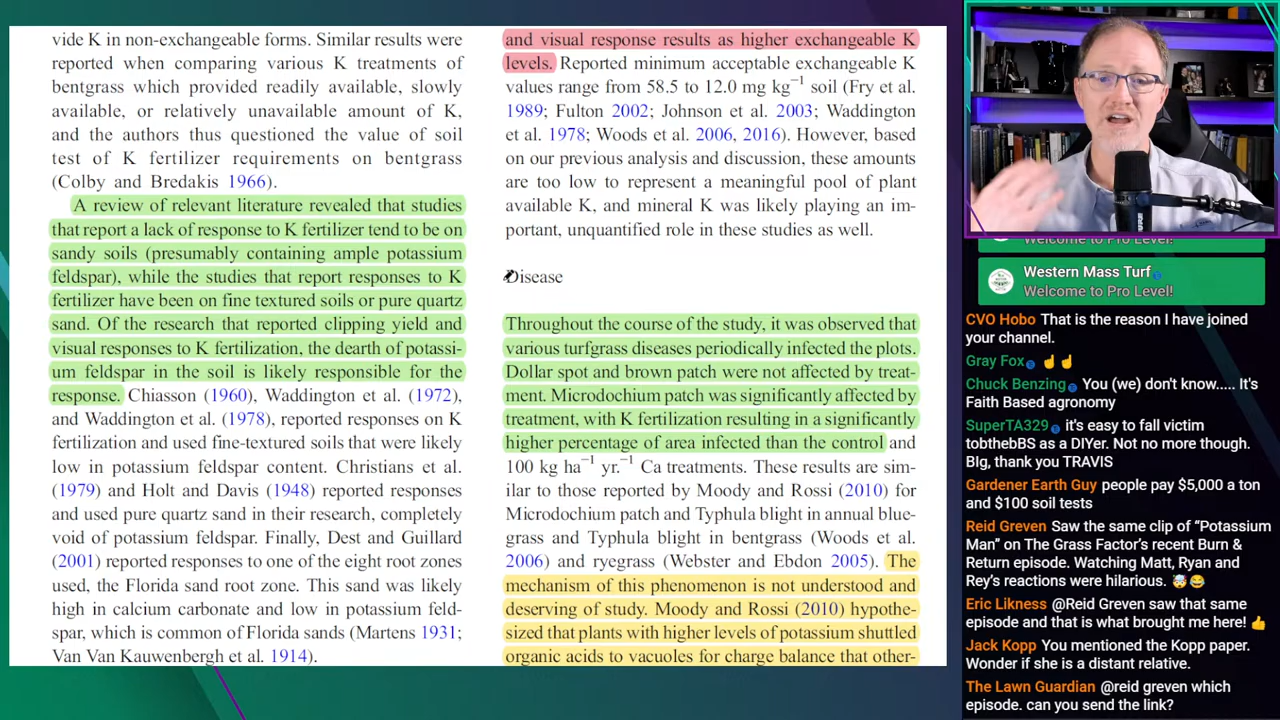 vide K in non-exchangeable forms. Similar results were
reported when comparing various K treatments of
bentgrass which provided readily available, slowly
available, or relatively unavailable amount of K,
and the authors thus questioned the value of soil
test of K fertilizer requirements on bentgrass
(Colby and Bredakis 1966).
A review of relevant literature revealed that studies
that report a lack of response to K fertilizer tend to be on
sandy soils (presumably containing ample potassium
feldspar), while the studies that report responses to K
fertilizer have been on fine textured soils or pure quartz
sand. Of the research that reported clipping yield and
visual responses to K fertilization, the dearth of potassi-
um feldspar in the soil is likely responsible for the
response. Chiasson (1960), Waddington et al. (1972),
and Waddington et al. (1978), reported responses on K
fertilization and used fine-textured soils that were likely
low in potassium feldspar content. Christians et al.
(1979) and Holt and Davis (1948) reported responses
and used pure quartz sand in their research, completely
void of potassium feldspar. Finally, Dest and Guillard
(2001) reported responses to one of the eight root zones
used, the Florida sand root zone. This sand was likely
high in calcium carbonate and low in potassium feld-
spar, which is common of Florida sands (Martens 1931;
Van Van Kauwenbergh et al. 1914).
and visual response results as higher exchangeable K
levels. Reported minimum acceptable exchangeable K
values range from 58.5 to 12.0 mg kg−1 soil (Fry et al.
1989; Fulton 2002; Johnson et al. 2003; Waddington
et al. 1978; Woods et al. 2006, 2016). However, based
on our previous analysis and discussion, these amounts
are too low to represent a meaningful pool of plant
available K, and mineral K was likely playing an im-
portant, unquantified role in these studies as well.
Disease
Throughout the course of the study, it was observed that
various turfgrass diseases periodically infected the plots.
Dollar spot and brown patch were not affected by treat-
ment. Microdochium patch was significantly affected by
treatment, with K fertilization resulting in a significantly
higher percentage of area infected than the control and
100 kg ha−1 yr.−1 Ca treatments. These results are sim-
ilar to those reported by Moody and Rossi (2010) for
Microdochium patch and Typhula blight in annual blue-
grass and Typhula blight in bentgrass (Woods et al.
2006) and ryegrass (Webster and Ebdon 2005). The
mechanism of this phenomenon is not understood and
deserving of study. Moody and Rossi (2010) hypothe-
sized that plants with higher levels of potassium shuttled
organic acids to vacuoles for charge balance that other-
Welcome to Pro Level!
Western Mass Turf
Welcome to Pro Level!
CVO Hobo That is the reason I have joined
your channel.
Gray Fox ☝️☝️
Chuck Benzing You (we) don't know..... It's
Faith Based agronomy
SuperTA329 it's easy to fall victim
tobthebBS as a DIYer. Not no more though.
BIg, thank you TRAVIS
Gardener Earth Guy people pay $5,000 a ton
and $100 soil tests
Reid Greven Saw the same clip of “Potassium
Man” on The Grass Factor’s recent Burn &
Return episode. Watching Matt, Ryan and
Rey’s reactions were hilarious. 🤯😂
Eric Likness @Reid Greven saw that same
episode and that is what brought me here! 👍
Jack Kopp You mentioned the Kopp paper.
Wonder if she is a distant relative.
The Lawn Guardian @reid greven which
episode. can you send the link?